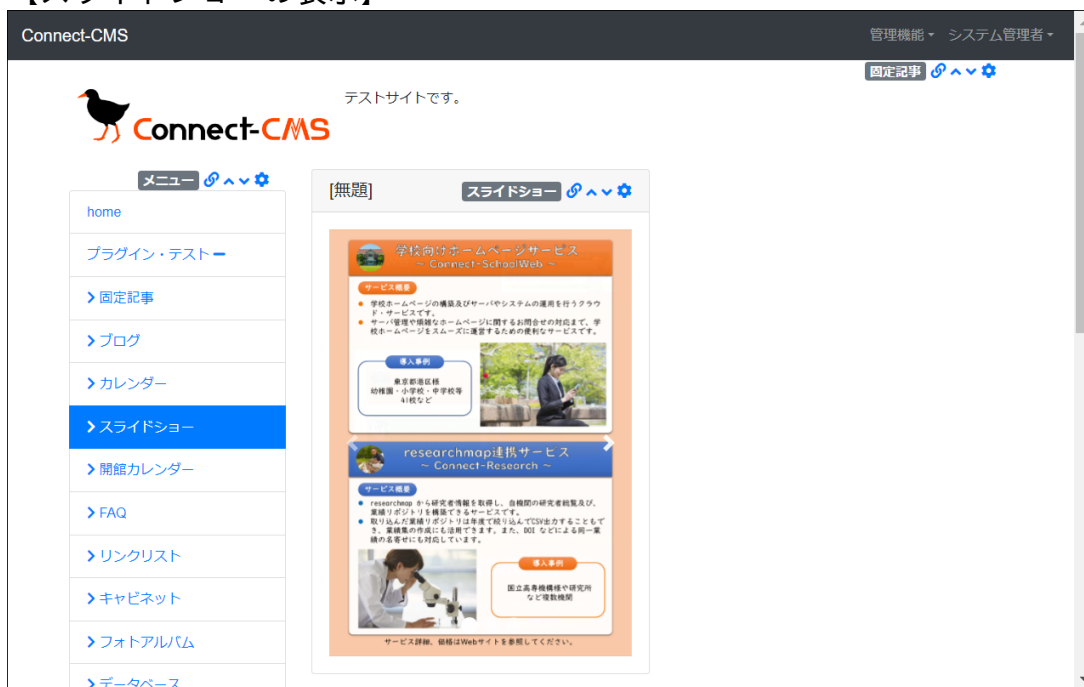 【スライドショーの表示】
Connect-CMS
管理機能 システム管理者
固定記事
Connect-CMS
テストサイトです。
メニュー
home
プラグイン・テスト
固定記事
ブログ
カレンダー
スライドショー
開館カレンダー
FAQ
リンクリスト
キャビネット
フォトアルバム
データベース
[無題]
スライドショー
学校向けホームページサービス
~ Connect-SchoolWeb ~
サービス概要
● 学校ホームページの構築及びサーバやシステムの運用を行うクラウ
ド・サービスです。
● サーバ管理や煩雑なホームページに関するお問合せの対応まで、学
校ホームページをスムーズに運営するための便利なサービスです。
導入事例
東京都港区様
幼稚園・小学校・中学校等
41校など
researchmap連携サービス
~ Connect-Research ~
サービス概要
● researchmap から研究者情報を取得し、自機関の研究者総覧及び、
業績リポジトリを構築できるサービスです。
● 取り込んだ業績リポジトリは年度で絞り込んでCSV出力することもで
き、業績集の作成にも活用できます。また、DOI などによる同一業
績の名寄せにも対応しています。
導入事例
国立高専機構様や研究所
など複数機関
サービス詳細、価格はWebサイトを参照してください。